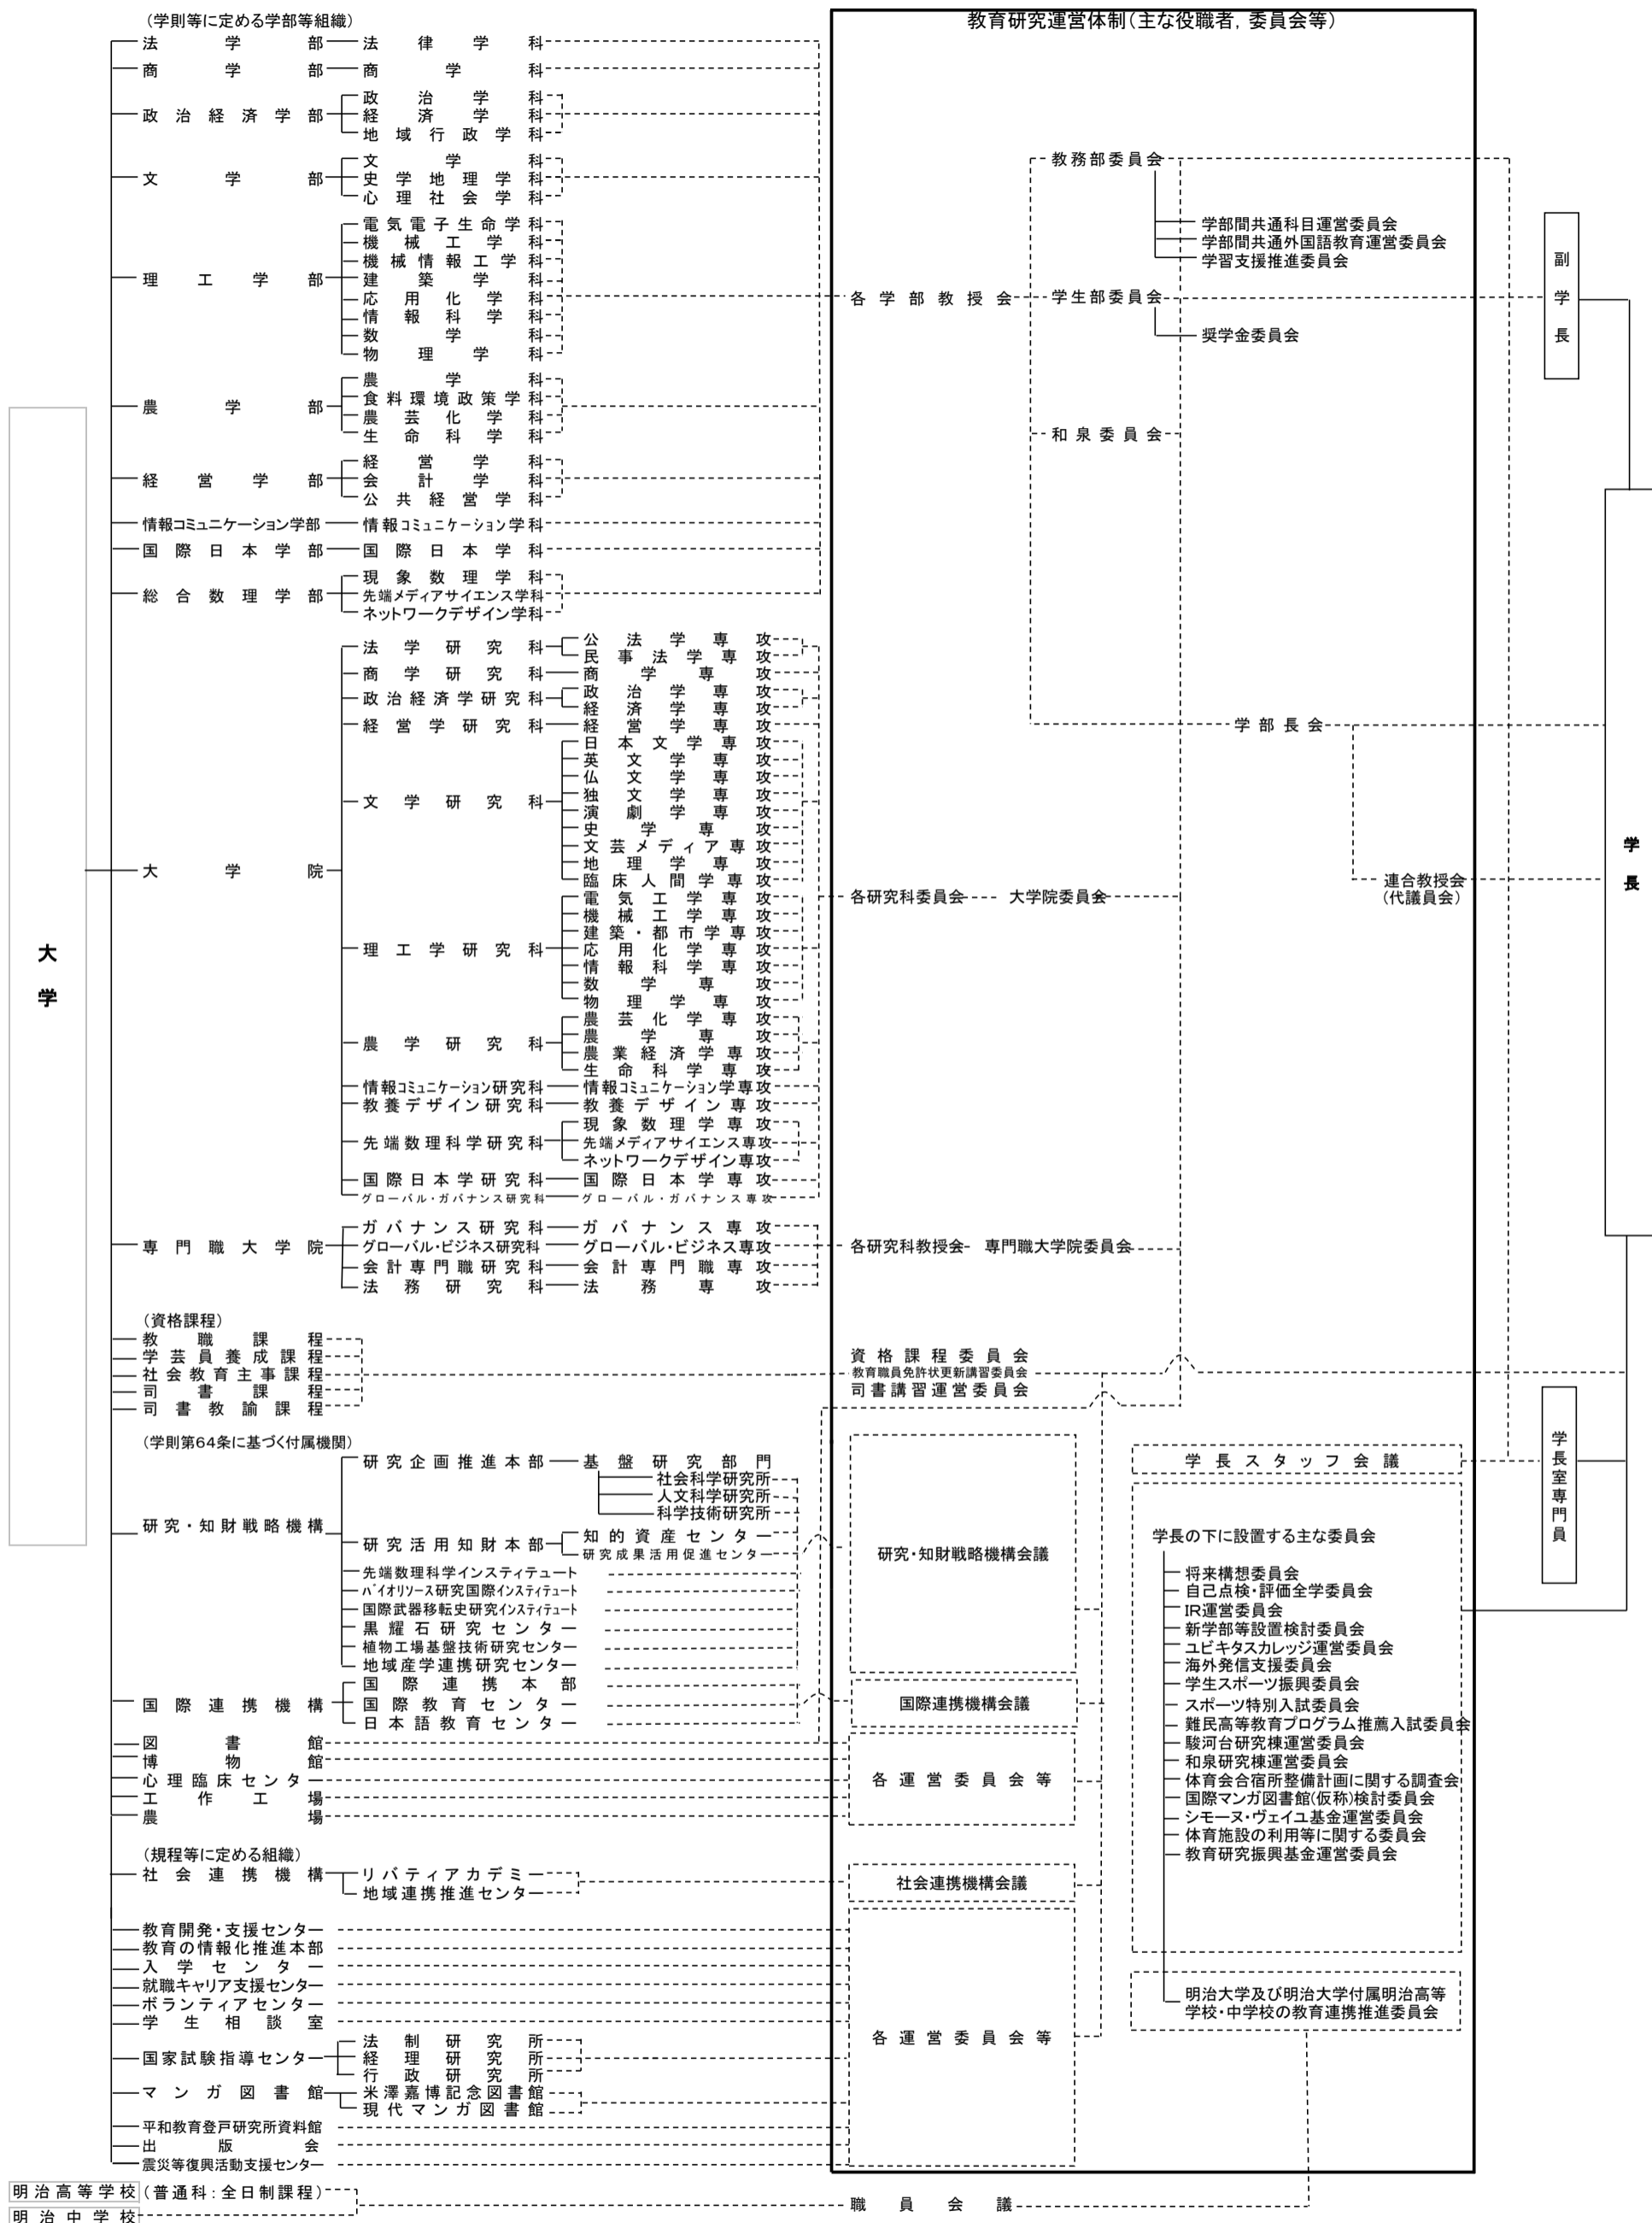 （学則等に定める学部等組織）
教育研究運営体制（主な役職者，委員会等）
法学部 法律学科
商学部 商学科
政治経済学部
政治学科
経済学科
地域行政学科
文学部
文学科
史学地理学科
心理社会学科
理工学部
電気電子生命学科
機械工学科
機械情報工学科
建築学科
応用化学科
情報科学科
数学科
物理学科
農学部
農学科
食料環境政策学科
農芸化学科
生命科学科
経営学部
経営学科
会計学科
公共経営学科
情報コミュニケーション学部 情報コミュニケーション学科
国際日本学部 国際日本学科
総合数理学部
現象数理学科
先端メディアサイエンス学科
ネットワークデザイン学科
大学
大学院
法学研究科
公法学専攻
民事法学専攻
商学研究科 商学専攻
政治経済学研究科
政治学専攻
経済学専攻
経営学研究科 経営学専攻
文学研究科
日本文学専攻
英文学専攻
仏文学専攻
独文学専攻
演劇学専攻
史学専攻
文芸メディア専攻
地理学専攻
臨床人間学専攻
理工学研究科
電気工学専攻
機械工学専攻
建築・都市学専攻
応用化学専攻
情報科学専攻
数学専攻
物理学専攻
農学研究科
農芸化学専攻
農学専攻
農業経済学専攻
生命科学専攻
情報コミュニケーション研究科 情報コミュニケーション学専攻
教養デザイン研究科 教養デザイン専攻
先端数理科学研究科
現象数理学専攻
先端メディアサイエンス専攻
ネットワークデザイン専攻
国際日本学研究科 国際日本学専攻
グローバル・ガバナンス研究科 グローバル・ガバナンス専攻
専門職大学院
ガバナンス研究科 ガバナンス専攻
グローバル・ビジネス研究科 グローバル・ビジネス専攻
会計専門職研究科 会計専門職専攻
法務研究科 法務専攻
（資格課程）
教職課程
学芸員養成課程
社会教育主事課程
司書課程
司書教諭課程
（学則第64条に基づく付属機関）
研究・知財戦略機構
研究企画推進本部 基盤研究部門
社会科学研究所
人文科学研究所
科学技術研究所
研究活用知財本部
知的資産センター
研究成果活用促進センター
先端数理科学インスティテュート
バイオリソース研究国際インスティテュート
国際武器移転史研究インスティテュート
黒耀石研究センター
植物工場基盤技術研究センター
地域産学連携研究センター
国際連携機構
国際連携本部
国際教育センター
日本語教育センター
図書館
博物館
心理臨床センター
工作工場
農場
（規程等に定める組織）
社会連携機構
リバティアカデミー
地域連携推進センター
教育開発・支援センター
教育の情報化推進本部
入学センター
就職キャリア支援センター
ボランティアセンター
学生相談室
国家試験指導センター
法制研究所
経理研究所
行政研究所
マンガ図書館
米澤嘉博記念図書館
現代マンガ図書館
平和教育登戸研究所資料館
出版会
震災等復興活動支援センター
明治高等学校（普通科：全日制課程）
明治中学校
各学部教授会
教務部委員会
学部間共通科目運営委員会
学部間共通外国語教育運営委員会
学習支援推進委員会
学生部委員会
奨学金委員会
和泉委員会
学部長会
連合教授会
（代議員会）
各研究科委員会 大学院委員会
各研究科教授会 専門職大学院委員会
資格課程委員会
教育職員免許状更新講習委員会
司書講習運営委員会
研究・知財戦略機構会議
国際連携機構会議
各運営委員会等
社会連携機構会議
各運営委員会等
職員会議
学長スタッフ会議
学長の下に設置する主な委員会
将来構想委員会
自己点検・評価全学委員会
IR運営委員会
新学部等設置検討委員会
ユビキタスカレッジ運営委員会
海外発信支援委員会
学生スポーツ振興委員会
スポーツ特別入試委員会
難民高等教育プログラム推薦入試委員会
駿河台研究棟運営委員会
和泉研究棟運営委員会
体育会合宿所整備計画に関する調査会
国際マンガ図書館(仮称)検討委員会
シモーヌ・ヴェイユ基金運営委員会
体育施設の利用等に関する委員会
教育研究振興基金運営委員会
明治大学及び明治大学付属明治高等
学校・中学校の教育連携推進委員会
副学長
学長
学長室専門員